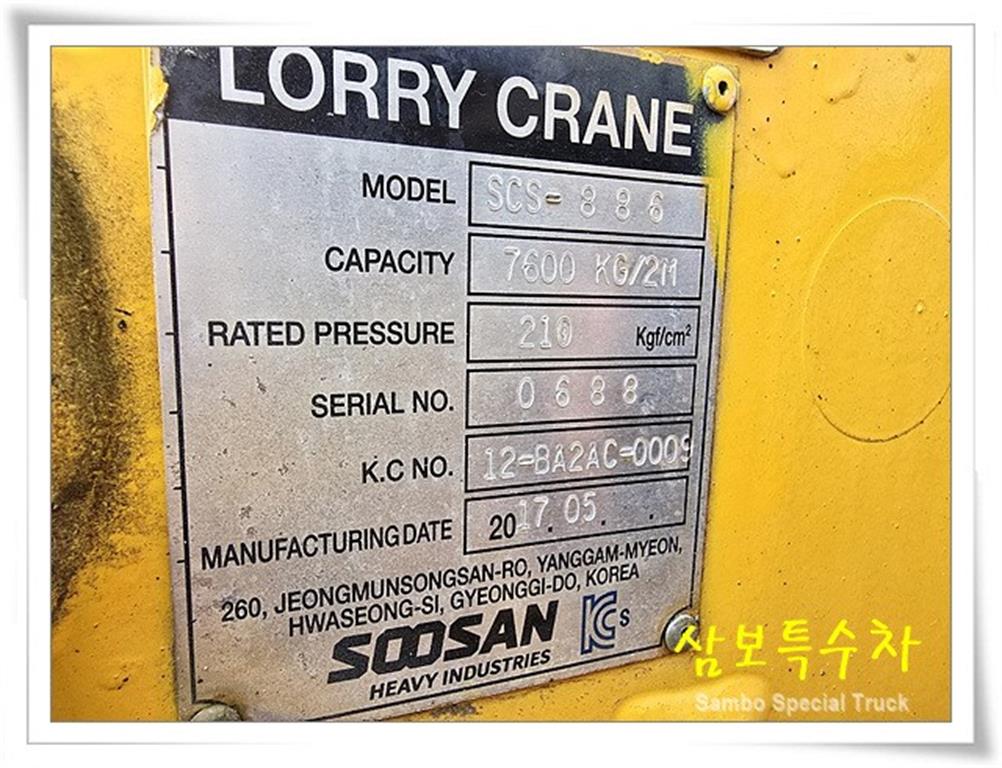 LORRY CRANE
MODEL SCS-886
CAPACITY 7600 KG/2M
RATED PRESSURE 210 Kgf/cm²
SERIAL NO. 0688
K.C NO. 12-BA2AC-0009
MANUFACTURING DATE 2017.05. .
260, JEONGMUNSONGSAN-RO, YANGGAM-MYEON,
HWASEONG-SI, GYEONGGI-DO, KOREA
SOOSAN
HEAVY INDUSTRIES
KCs
삼보특수차
Sambo Special Truck